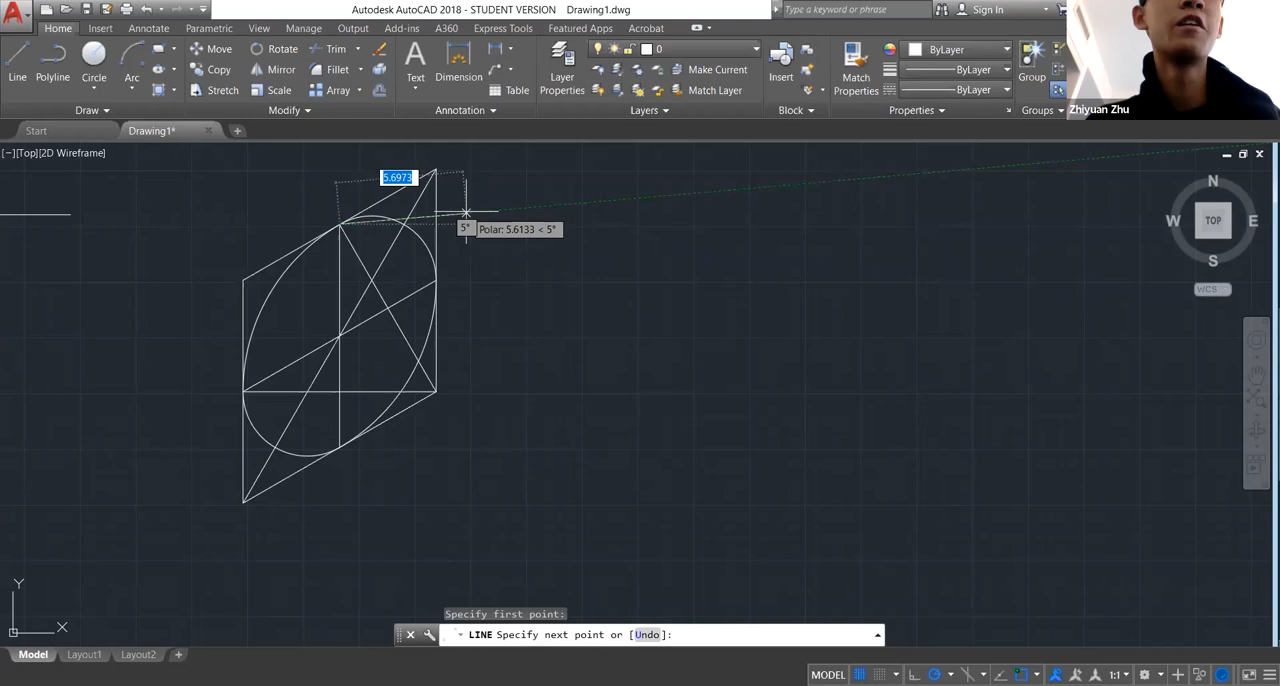 Autodesk AutoCAD 2018 - STUDENT VERSION Drawing1.dwg
Type a keyword or phrase
Sign In
Home Insert Annotate Parametric View Manage Output Add-ins A360 Express Tools Featured Apps Acrobat
Line Polyline Circle Arc
Move Rotate Trim
Copy Mirror Fillet
Stretch Scale Array
Text Dimension
Table
Layer Properties
0
Make Current
Match Layer
Insert
Match Properties
ByLayer
ByLayer
ByLayer
Group
Draw Modify Annotation Layers Block Properties Groups
Zhiyuan Zhu
Start Drawing1*
[−][Top][2D Wireframe]
5.6973
5°
Polar: 5.6133 < 5°
N
W TOP E
S
WCS
Y
X
Specify first point:
LINE Specify next point or [Undo]:
Model Layout1 Layout2
MODEL 1:1